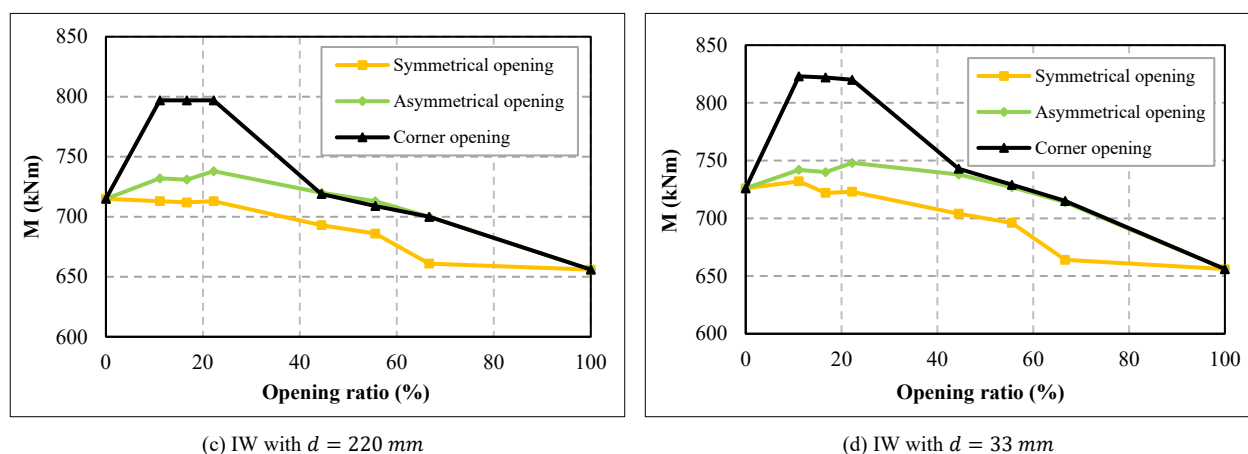 850
800
750
700
650
600
M (kNm)
0
20
40
60
80
100
Opening ratio (%)
Symmetrical opening
Asymmetrical opening
Corner opening
(c) IW with d = 220 mm
850
800
750
700
650
600
M (kNm)
0
20
40
60
80
100
Opening ratio (%)
Symmetrical opening
Asymmetrical opening
Corner opening
(d) IW with d = 33 mm